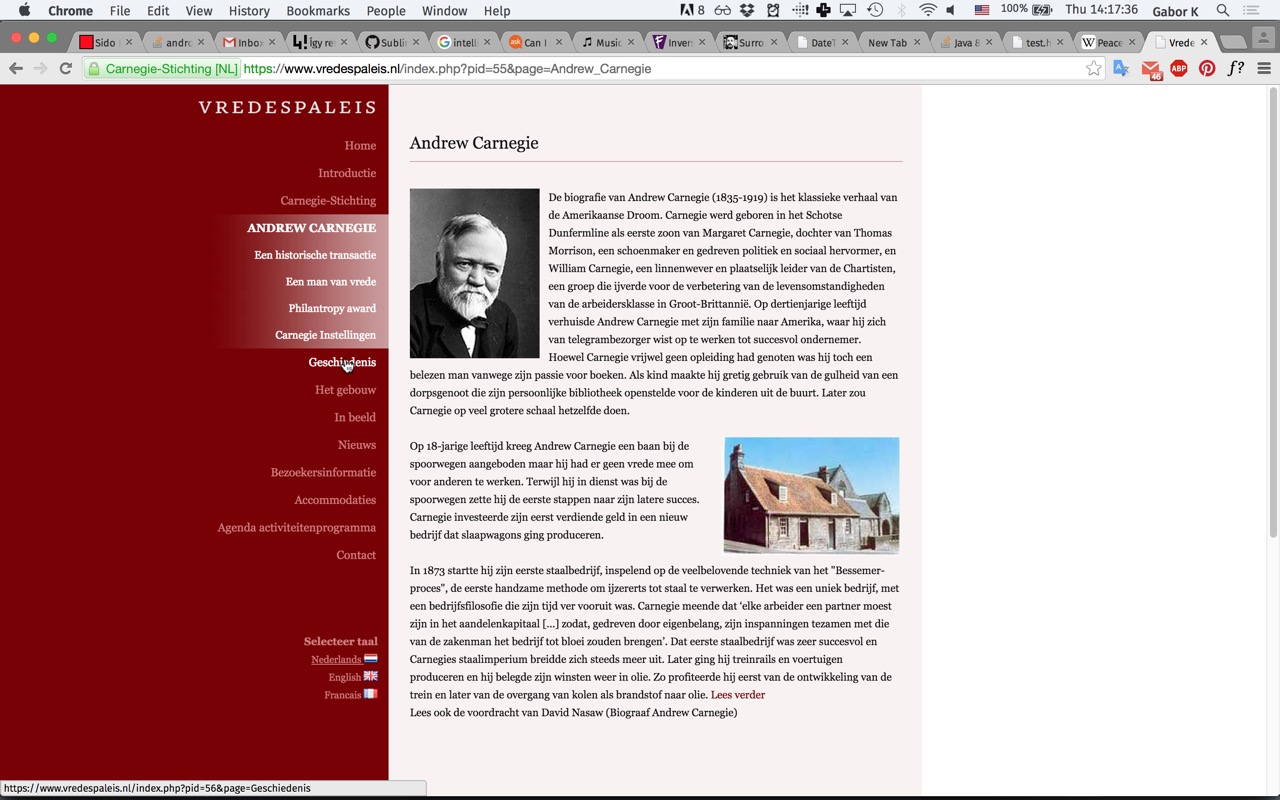 Chrome File Edit View History Bookmarks People Window Help 8 100% Thu 14:17:36 Gabor K
Sido andro Inbox Így re Subli intell Can I Music Invers Surro DateT New Tab Java 8 test.h Peace Vrede
Carnegie-Stichting [NL] https://www.vredespaleis.nl/index.php?pid=55&page=Andrew_Carnegie 46 ABP f?
VREDESPALEIS
Home
Introductie
Carnegie-Stichting
ANDREW CARNEGIE
Een historische transactie
Een man van vrede
Philantropy award
Carnegie Instellingen
Geschiedenis
Het gebouw
In beeld
Nieuws
Bezoekersinformatie
Accommodaties
Agenda activiteitenprogramma
Contact
Selecteer taal
Nederlands
English
Francais
Andrew Carnegie
De biografie van Andrew Carnegie (1835-1919) is het klassieke verhaal van
de Amerikaanse Droom. Carnegie werd geboren in het Schotse
Dunfermline als eerste zoon van Margaret Carnegie, dochter van Thomas
Morrison, een schoenmaker en gedreven politiek en sociaal hervormer, en
William Carnegie, een linnenwever en plaatselijk leider van de Chartisten,
een groep die ijverde voor de verbetering van de levensomstandigheden
van de arbeidersklasse in Groot-Brittannië. Op dertienjarige leeftijd
verhuisde Andrew Carnegie met zijn familie naar Amerika, waar hij zich
van telegrambezorger wist op te werken tot succesvol ondernemer.
Hoewel Carnegie vrijwel geen opleiding had genoten was hij toch een
belezen man vanwege zijn passie voor boeken. Als kind maakte hij gretig gebruik van de gulheid van een
dorpsgenoot die zijn persoonlijke bibliotheek openstelde voor de kinderen uit de buurt. Later zou
Carnegie op veel grotere schaal hetzelfde doen.
Op 18-jarige leeftijd kreeg Andrew Carnegie een baan bij de
spoorwegen aangeboden maar hij had er geen vrede mee om
voor anderen te werken. Terwijl hij in dienst was bij de
spoorwegen zette hij de eerste stappen naar zijn latere succes.
Carnegie investeerde zijn eerst verdiende geld in een nieuw
bedrijf dat slaapwagons ging produceren.
In 1873 startte hij zijn eerste staalbedrijf, inspelend op de veelbelovende techniek van het "Bessemer-
proces", de eerste handzame methode om ijzererts tot staal te verwerken. Het was een uniek bedrijf, met
een bedrijfsfilosofie die zijn tijd ver vooruit was. Carnegie meende dat ‘elke arbeider een partner moest
zijn in het aandelenkapitaal [...] zodat, gedreven door eigenbelang, zijn inspanningen tezamen met die
van de zakenman het bedrijf tot bloei zouden brengen’. Dat eerste staalbedrijf was zeer succesvol en
Carnegies staalimperium breidde zich steeds meer uit. Later ging hij treinrails en voertuigen
produceren en hij belegde zijn winsten weer in olie. Zo profiteerde hij eerst van de ontwikkeling van de
trein en later van de overgang van kolen als brandstof naar olie. Lees verder
Lees ook de voordracht van David Nasaw (Biograaf Andrew Carnegie)
https://www.vredespaleis.nl/index.php?pid=56&page=Geschiedenis